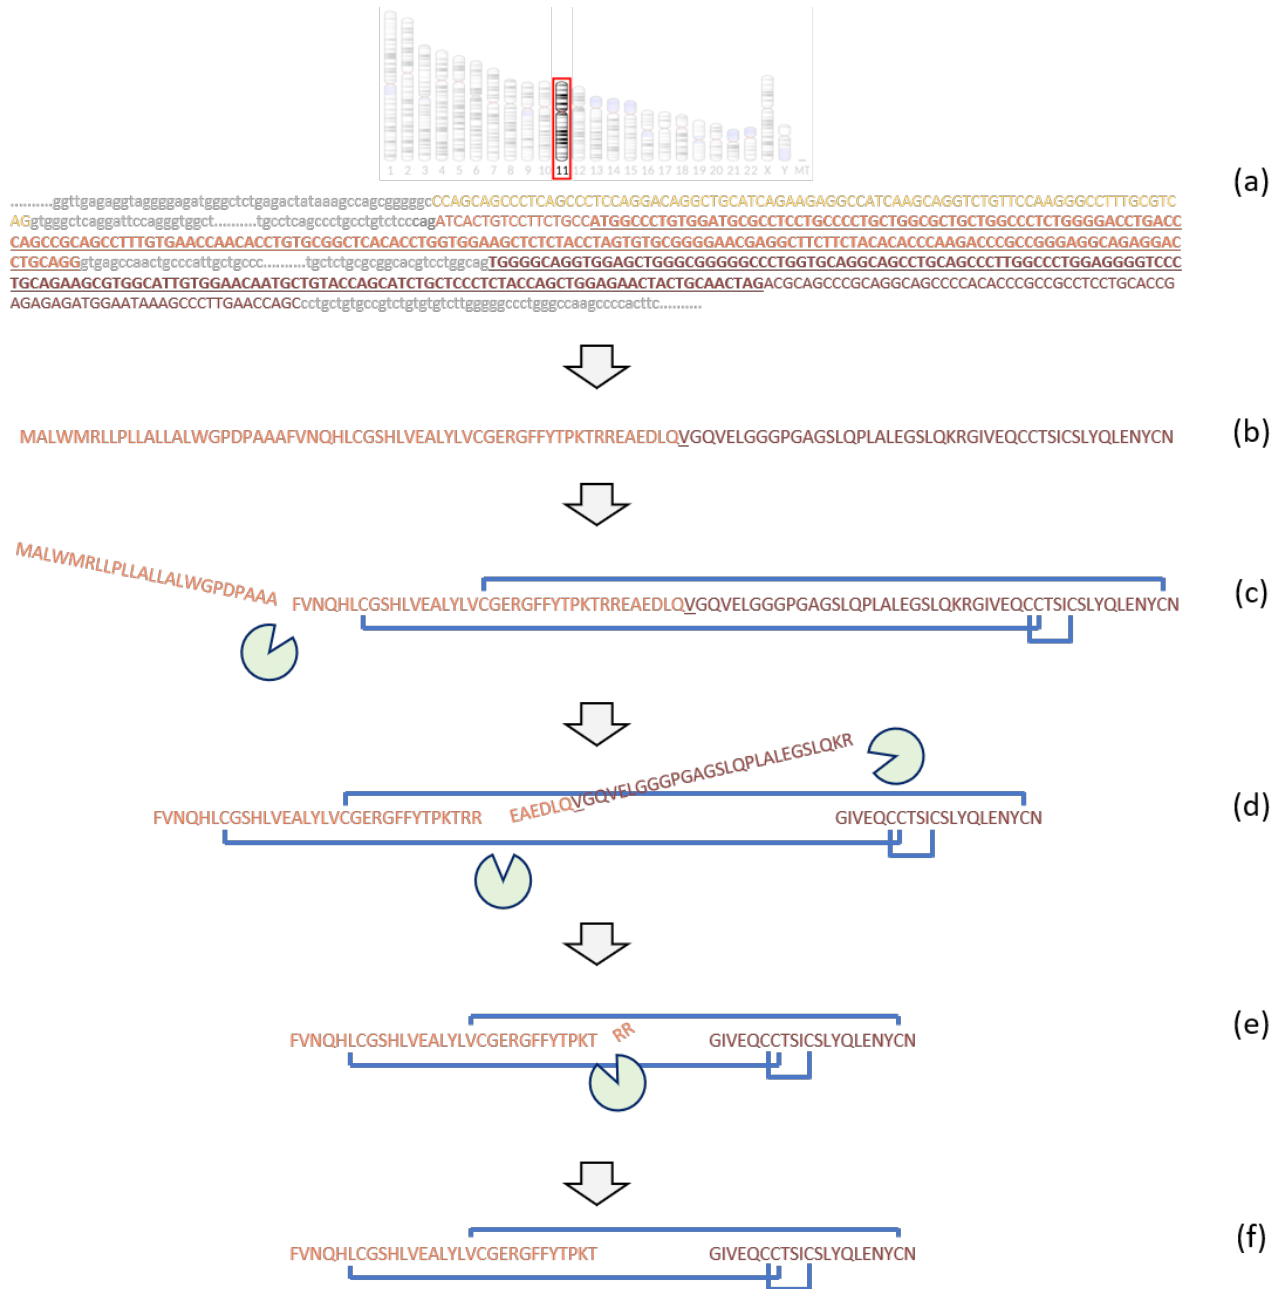 1 2 3 4 5 6 7 8 9 10 11 12 13 14 15 16 17 18 19 20 21 22 X Y MT
(a)
..........ggttgagaggtaggggagatgggctctgagactataaagccagcgggggcCCAGCAGCCCTCAGCCCTCCAGGACAGGCTGCATCAGAAGAGGCCATCAAGCAGGTCTGTTCCAAGGGCCTTTGCGTC
AGgtgggctcaggattccagggtggct..........tgcctcagccctgcctgtctcccagATCACTGTCCTTCTGCCATGGCCCTGTGGATGCGCCTCCTGCCCCTGCTGGCGCTGCTGGCCCTCTGGGGACCTGACC
CAGCCGCAGCCTTTGTGAACCAACACCTGTGCGGCTCACACCTGGTGGAAGCTCTCTACCTAGTGTGCGGGGAACGAGGCTTCTTCTACACACCCAAGACCCGCCGGGAGGCAGAGGAC
CTGCAGGgtgagccaactgcccattgctgccc..........tgctctgcgcggcacgtcctggcagTGGGGCAGGTGGAGCTGGGCGGGGGCCCTGGTGCAGGCAGCCTGCAGCCCTTGGCCCTGGAGGGGTCCC
TGCAGAAGCGTGGCATTGTGGAACAATGCTGTACCAGCATCTGCTCCCTCTACCAGCTGGAGAACTACTGCAACTAGACGCAGCCCGCAGGCAGCCCCACACCCGCCGCCTCCTGCACCG
AGAGAGATGGAATAAAGCCCTTGAACCAGCcctgctgtgccgtctgtgtgtcttgggggccctgggccaagccccacttc..........
MALWMRLLPLLALLALWGPDPAAAFVNQHLCGSHLVEALYLVCGERGFFYTPKTRREAEDLQVGQVELGGGPGAGSLQPLALEGSLQKRGIVEQCCTSICSLYQLENYCN
(b)
MALWMRLLPLLALLALWGPDPAAA
FVNQHLCGSHLVEALYLVCGERGFFYTPKTRREAEDLQVGQVELGGGPGAGSLQPLALEGSLQKRGIVEQCCTSICSLYQLENYCN
(c)
EAEDLQVGQVELGGGPGAGSLQPLALEGSLQKR
FVNQHLCGSHLVEALYLVCGERGFFYTPKTRR
GIVEQCCTSICSLYQLENYCN
(d)
FVNQHLCGSHLVEALYLVCGERGFFYTPKT
RR
GIVEQCCTSICSLYQLENYCN
(e)
FVNQHLCGSHLVEALYLVCGERGFFYTPKT
GIVEQCCTSICSLYQLENYCN
(f)